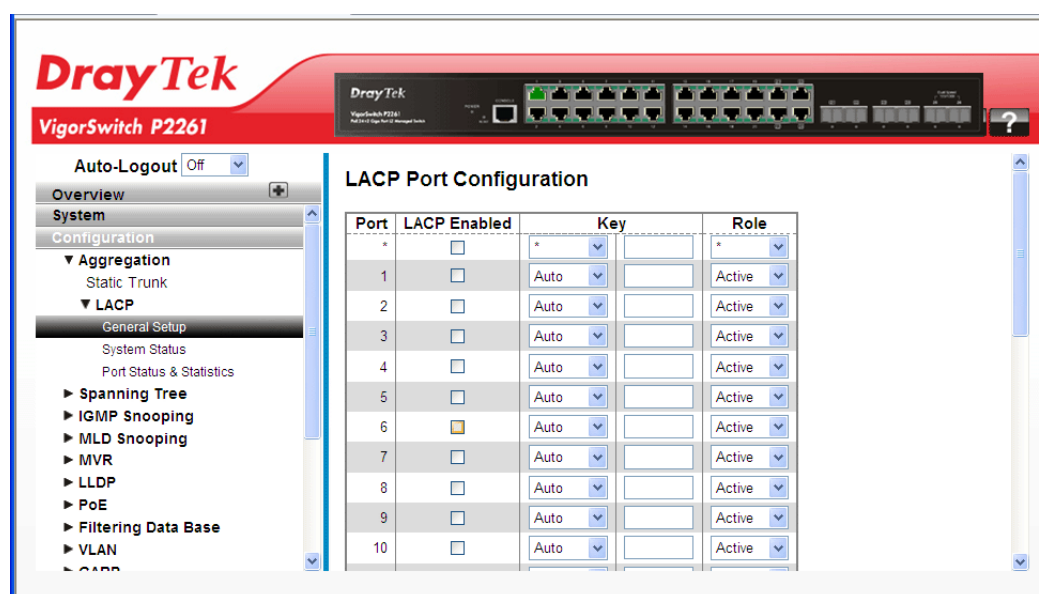 DrayTek
VigorSwitch P2261
DrayTek
VigorSwitch P2261
?
Auto-Logout Off
Overview
System
Configuration
▼ Aggregation
Static Trunk
▼ LACP
General Setup
System Status
Port Status & Statistics
► Spanning Tree
► IGMP Snooping
► MLD Snooping
► MVR
► LLDP
► PoE
► Filtering Data Base
► VLAN
LACP Port Configuration
Port LACP Enabled Key Role
* * *
1 Auto Active
2 Auto Active
3 Auto Active
4 Auto Active
5 Auto Active
6 Auto Active
7 Auto Active
8 Auto Active
9 Auto Active
10 Auto Active